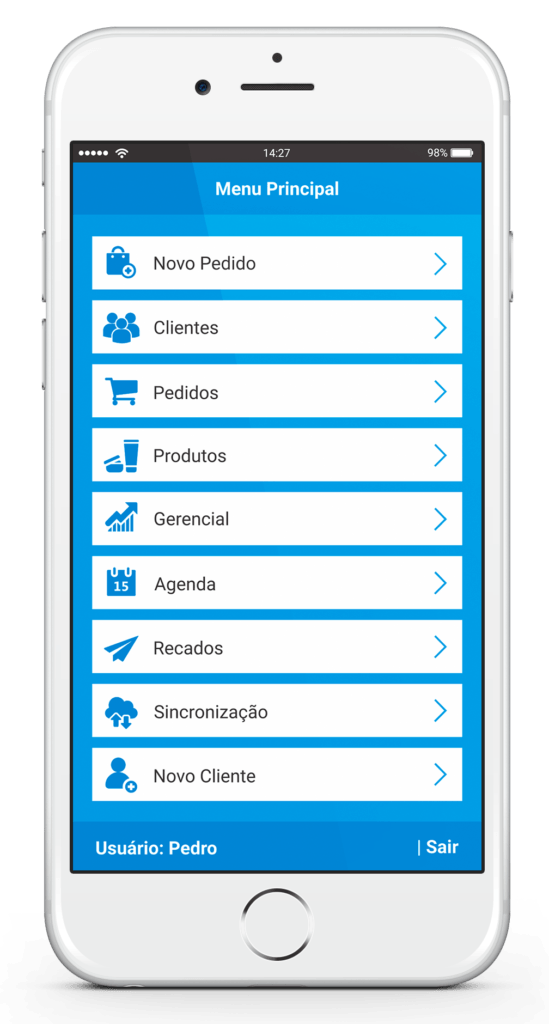 14:27
98%
Menu Principal
Novo Pedido
Clientes
Pedidos
Produtos
Gerencial
15
Agenda
Recados
Sincronização
Novo Cliente
Usuário: Pedro
| Sair